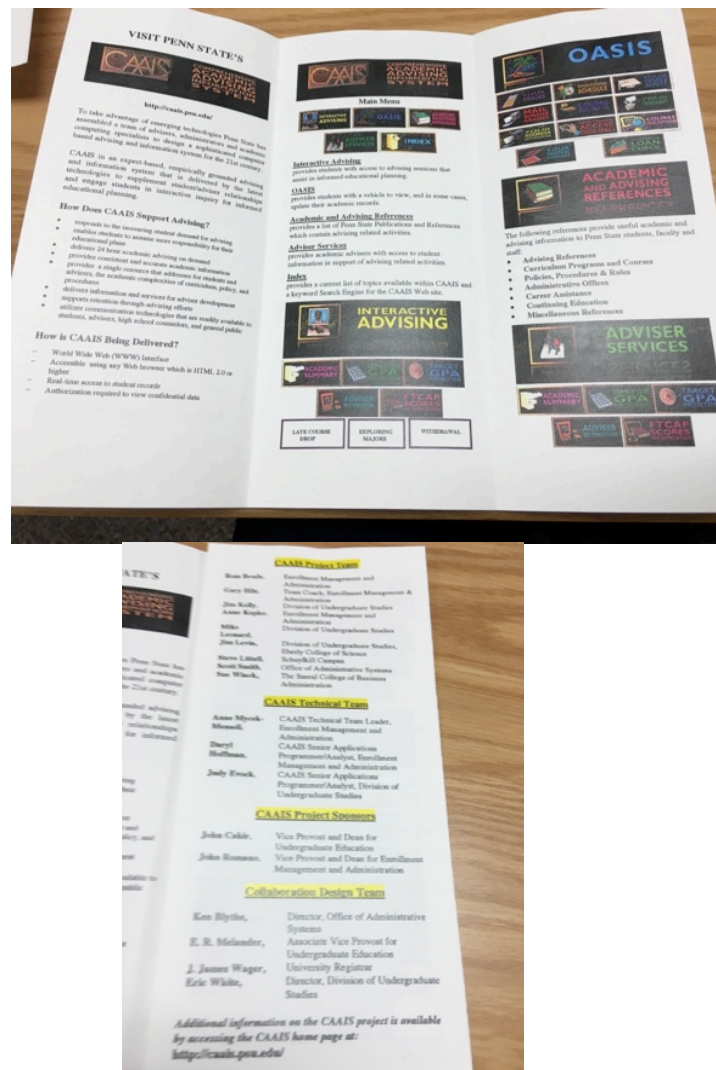 VISIT PENN STATE'S
CAAIS
COMPREHENSIVE
ACADEMIC
ADVISING
INFORMATION
SYSTEM
http://caais.psu.edu/
To take advantage of emerging technologies Penn State has
assembled a team of advisers, administrators and academic
computing specialists to design a sophisticated computer
based advising and information system for the 21st century.
CAAIS in an expert-based, empirically grounded advising
and information system that is delivered by the latest
technologies to supplement student/adviser relationships
and engage students in interactive inquiry for informed
educational planning.
How Does CAAIS Support Advising?
responds to the increasing student demand for advising
enables students to assume more responsibility for their
educational plans
delivers 24 hour academic advising on demand
provides consistent and accurate academic information
provides a single resource that addresses for students and
advisers, the academic complexities of curriculum, policy, and
procedures
delivers information and services for adviser development
supports retention through advising efforts
utilizes communication technologies that are readily available to
students, advisers, high school counselors, and general public
How is CAAIS Being Delivered?
– World Wide Web (WWW) Interface
– Accessible using any Web browser which is HTML 2.0 or
higher
– Real-time access to student records
– Authorization required to view confidential data
CAAIS
COMPREHENSIVE
ACADEMIC
ADVISING
INFORMATION
SYSTEM
Main Menu
INTERACTIVE
ADVISING
OASIS
ADVISER
SERVICES
INDEX
Interactive Advising
provides students with access to advising sessions that
assist in informed educational planning.
OASIS
provides students with a vehicle to view, and in some cases,
update their academic records.
Academic and Advising References
provides a list of Penn State Publications and References
which contain advising related activities.
Adviser Services
provides academic advisers with access to student
information in support of advising related activities.
Index
provides a current list of topics available within CAAIS and
a keyword Search Engine for the CAAIS Web site.
INTERACTIVE
ADVISING
ACADEMIC
SUMMARY
GPA
TARGET
GPA
ADVISER
FTCAP
SCORES
LATE COURSE
DROP
EXPLORING
MAJORS
WITHDRAWAL
OASIS
SCHEDULE
MAIL
ACCESS
COURSE
LOAN
ACADEMIC
AND ADVISING
REFERENCES
The following references provide useful academic and
advising information to Penn State students, faculty and
staff:
• Advising References
• Curriculum Programs and Courses
• Policies, Procedures & Rules
• Administrative Offices
• Career Assistance
• Continuing Education
• Miscellaneous References
ADVISER
SERVICES
ACADEMIC
SUMMARY
GPA
TARGET
GPA
ADVISER
FTCAP
SCORES
ATE'S
CAAIS Project Team
Enrollment Management and
Administration
Gary Hile, Team Coach, Enrollment Management &
Administration
Jim Kelly, Division of Undergraduate Studies
Anne Kepler, Enrollment Management and
Administration
Mike Division of Undergraduate Studies
Leonard,
Jim Levin, Division of Undergraduate Studies,
Eberly College of Science
Steve Schuylkill Campus
Scott Smith, Office of Administrative Systems
Sue The Smeal College of Business
Administration
CAAIS Technical Team
Anne Mycek- CAAIS Technical Team Leader,
Enrollment Management and
Administration
Daryl CAAIS Senior Applications
Hoffman, Programmer/Analyst, Enrollment
Management and Administration
Judy CAAIS Senior Applications
Programmer/Analyst, Division of
Undergraduate Studies
CAAIS Project Sponsors
John Cahir, Vice Provost and Dean for
Undergraduate Education
John Romano, Vice Provost and Dean for Enrollment
Management and Administration
Collaboration Design Team
Ken Blythe, Director, Office of Administrative
Systems
E. R. Melander, Associate Vice Provost for
Undergraduate Education
J. James Wager, University Registrar
Eric White, Director, Division of Undergraduate
Studies
Additional information on the CAAIS project is available
by accessing the CAAIS home page at:
http://caais.psu.edu/